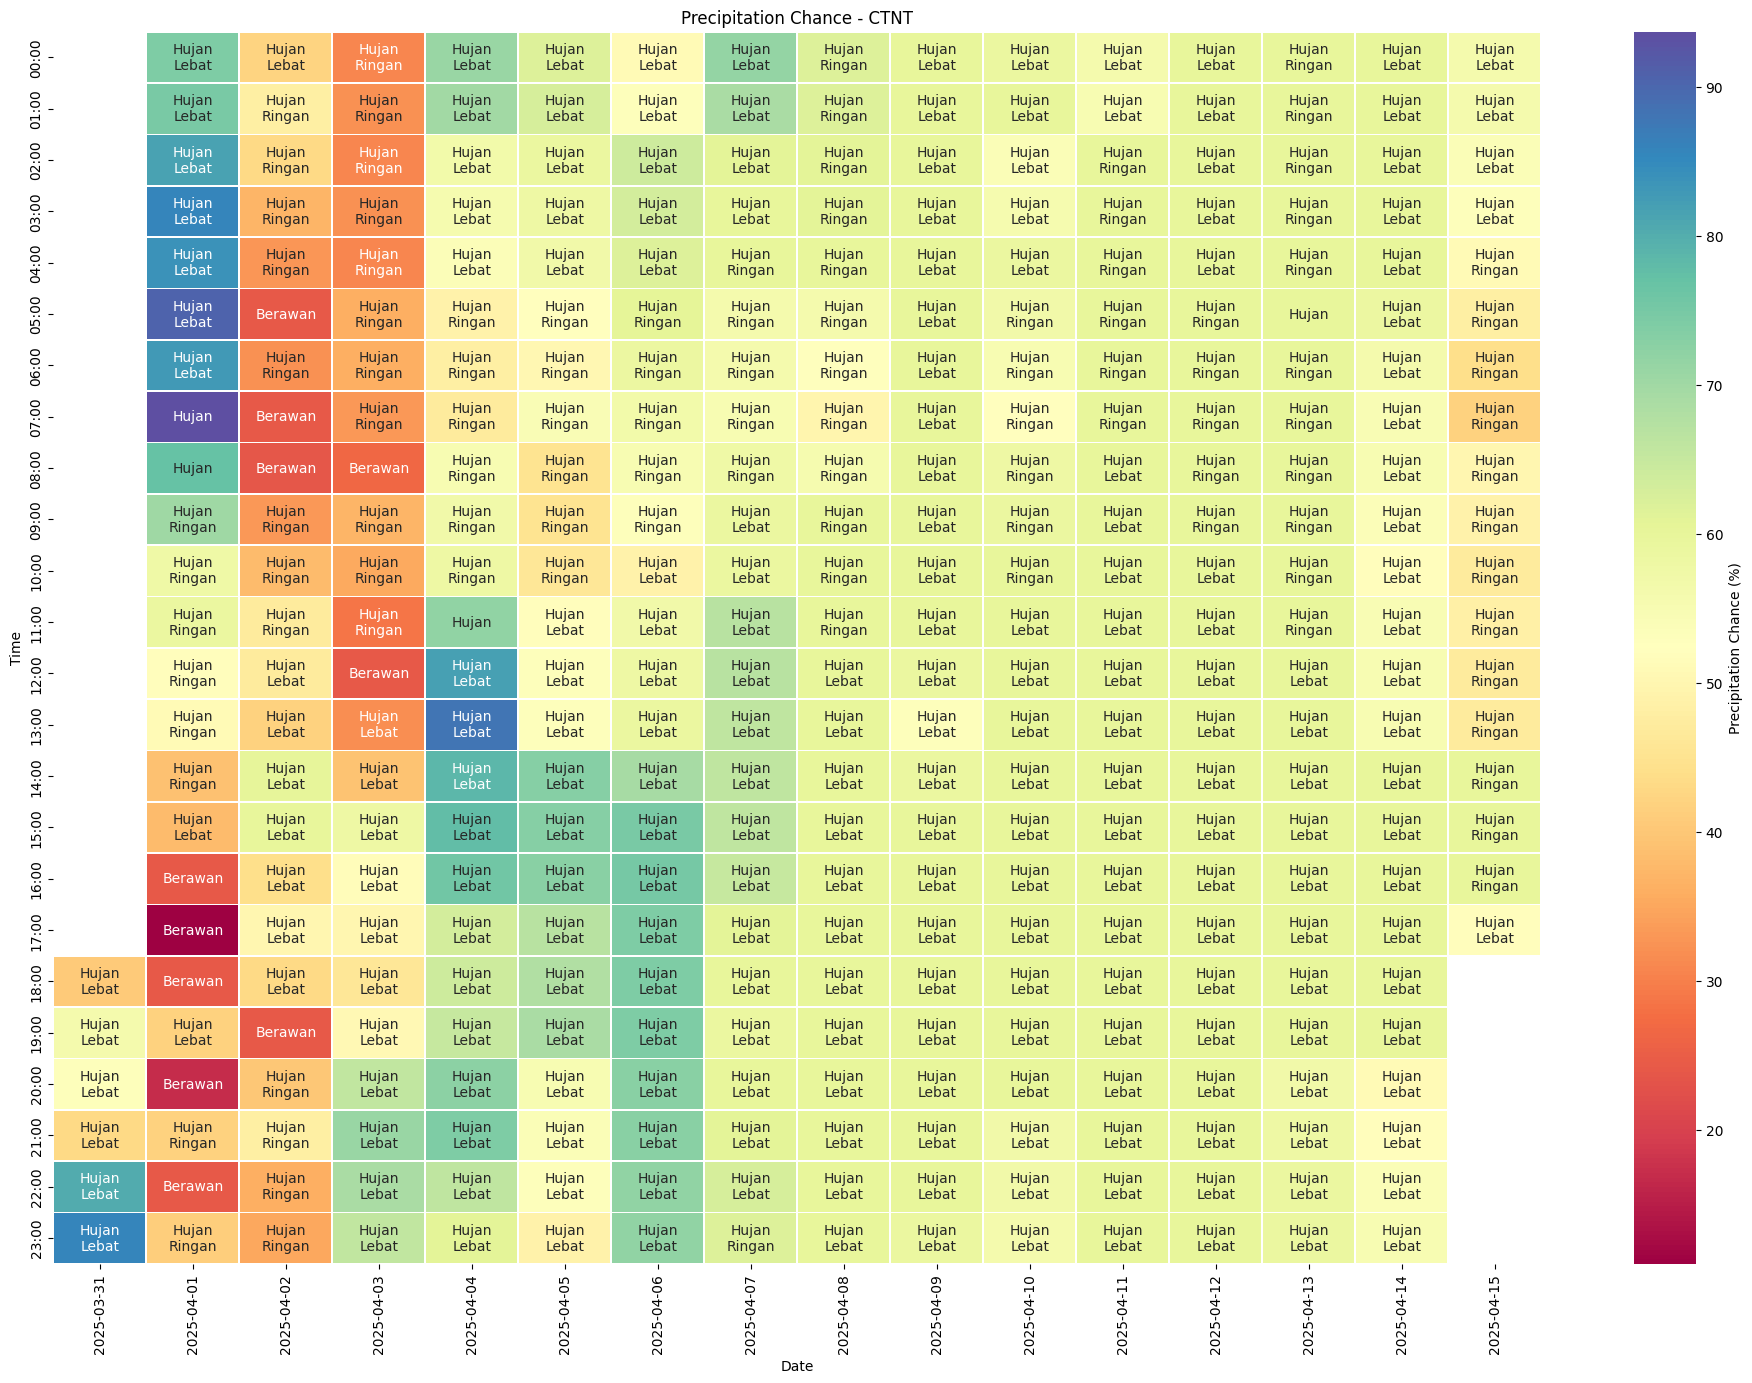 Precipitation Chance - CTNT
00:00 Hujan Lebat Hujan Lebat Hujan Ringan Hujan Lebat Hujan Lebat Hujan Lebat Hujan Lebat Hujan Ringan Hujan Lebat Hujan Lebat Hujan Lebat Hujan Lebat Hujan Ringan Hujan Lebat Hujan Lebat
01:00 Hujan Lebat Hujan Ringan Hujan Ringan Hujan Lebat Hujan Lebat Hujan Lebat Hujan Lebat Hujan Ringan Hujan Lebat Hujan Lebat Hujan Lebat Hujan Lebat Hujan Ringan Hujan Lebat Hujan Lebat
02:00 Hujan Lebat Hujan Ringan Hujan Ringan Hujan Lebat Hujan Lebat Hujan Lebat Hujan Lebat Hujan Ringan Hujan Lebat Hujan Lebat Hujan Ringan Hujan Lebat Hujan Ringan Hujan Lebat Hujan Lebat
03:00 Hujan Lebat Hujan Ringan Hujan Ringan Hujan Lebat Hujan Lebat Hujan Lebat Hujan Lebat Hujan Ringan Hujan Lebat Hujan Lebat Hujan Ringan Hujan Lebat Hujan Ringan Hujan Lebat Hujan Lebat
04:00 Hujan Lebat Hujan Ringan Hujan Ringan Hujan Lebat Hujan Lebat Hujan Lebat Hujan Ringan Hujan Ringan Hujan Lebat Hujan Lebat Hujan Ringan Hujan Lebat Hujan Ringan Hujan Lebat Hujan Ringan
05:00 Hujan Lebat Berawan Hujan Ringan Hujan Ringan Hujan Ringan Hujan Ringan Hujan Ringan Hujan Ringan Hujan Lebat Hujan Ringan Hujan Ringan Hujan Ringan Hujan Hujan Lebat Hujan Ringan
06:00 Hujan Lebat Hujan Ringan Hujan Ringan Hujan Ringan Hujan Ringan Hujan Ringan Hujan Ringan Hujan Ringan Hujan Lebat Hujan Ringan Hujan Ringan Hujan Ringan Hujan Ringan Hujan Lebat Hujan Ringan
07:00 Hujan Berawan Hujan Ringan Hujan Ringan Hujan Ringan Hujan Ringan Hujan Ringan Hujan Ringan Hujan Lebat Hujan Ringan Hujan Ringan Hujan Ringan Hujan Ringan Hujan Lebat Hujan Ringan
08:00 Hujan Berawan Berawan Hujan Ringan Hujan Ringan Hujan Ringan Hujan Ringan Hujan Ringan Hujan Lebat Hujan Ringan Hujan Lebat Hujan Ringan Hujan Ringan Hujan Lebat Hujan Ringan
09:00 Hujan Ringan Hujan Ringan Hujan Ringan Hujan Ringan Hujan Ringan Hujan Ringan Hujan Lebat Hujan Ringan Hujan Lebat Hujan Ringan Hujan Lebat Hujan Ringan Hujan Ringan Hujan Lebat Hujan Ringan
10:00 Hujan Ringan Hujan Ringan Hujan Ringan Hujan Ringan Hujan Ringan Hujan Lebat Hujan Lebat Hujan Ringan Hujan Lebat Hujan Ringan Hujan Lebat Hujan Lebat Hujan Ringan Hujan Lebat Hujan Ringan
11:00 Hujan Ringan Hujan Ringan Hujan Ringan Hujan Hujan Lebat Hujan Lebat Hujan Lebat Hujan Ringan Hujan Lebat Hujan Lebat Hujan Lebat Hujan Lebat Hujan Ringan Hujan Lebat Hujan Ringan
12:00 Hujan Ringan Hujan Lebat Berawan Hujan Lebat Hujan Lebat Hujan Lebat Hujan Lebat Hujan Lebat Hujan Lebat Hujan Lebat Hujan Lebat Hujan Lebat Hujan Lebat Hujan Lebat Hujan Ringan
13:00 Hujan Ringan Hujan Lebat Hujan Lebat Hujan Lebat Hujan Lebat Hujan Lebat Hujan Lebat Hujan Lebat Hujan Lebat Hujan Lebat Hujan Lebat Hujan Lebat Hujan Lebat Hujan Lebat Hujan Ringan
14:00 Hujan Ringan Hujan Lebat Hujan Lebat Hujan Lebat Hujan Lebat Hujan Lebat Hujan Lebat Hujan Lebat Hujan Lebat Hujan Lebat Hujan Lebat Hujan Lebat Hujan Lebat Hujan Lebat Hujan Ringan
15:00 Hujan Lebat Hujan Lebat Hujan Lebat Hujan Lebat Hujan Lebat Hujan Lebat Hujan Lebat Hujan Lebat Hujan Lebat Hujan Lebat Hujan Lebat Hujan Lebat Hujan Lebat Hujan Lebat Hujan Ringan
16:00 Berawan Hujan Lebat Hujan Lebat Hujan Lebat Hujan Lebat Hujan Lebat Hujan Lebat Hujan Lebat Hujan Lebat Hujan Lebat Hujan Lebat Hujan Lebat Hujan Lebat Hujan Lebat Hujan Ringan
17:00 Berawan Hujan Lebat Hujan Lebat Hujan Lebat Hujan Lebat Hujan Lebat Hujan Lebat Hujan Lebat Hujan Lebat Hujan Lebat Hujan Lebat Hujan Lebat Hujan Lebat Hujan Lebat Hujan Lebat
18:00 Hujan Lebat Berawan Hujan Lebat Hujan Lebat Hujan Lebat Hujan Lebat Hujan Lebat Hujan Lebat Hujan Lebat Hujan Lebat Hujan Lebat Hujan Lebat Hujan Lebat Hujan Lebat Hujan Lebat
19:00 Hujan Lebat Hujan Lebat Berawan Hujan Lebat Hujan Lebat Hujan Lebat Hujan Lebat Hujan Lebat Hujan Lebat Hujan Lebat Hujan Lebat Hujan Lebat Hujan Lebat Hujan Lebat Hujan Lebat
20:00 Hujan Lebat Berawan Hujan Ringan Hujan Lebat Hujan Lebat Hujan Lebat Hujan Lebat Hujan Lebat Hujan Lebat Hujan Lebat Hujan Lebat Hujan Lebat Hujan Lebat Hujan Lebat Hujan Lebat
21:00 Hujan Lebat Hujan Ringan Hujan Ringan Hujan Lebat Hujan Lebat Hujan Lebat Hujan Lebat Hujan Lebat Hujan Lebat Hujan Lebat Hujan Lebat Hujan Lebat Hujan Lebat Hujan Lebat Hujan Lebat
22:00 Hujan Lebat Berawan Hujan Ringan Hujan Lebat Hujan Lebat Hujan Lebat Hujan Lebat Hujan Lebat Hujan Lebat Hujan Lebat Hujan Lebat Hujan Lebat Hujan Lebat Hujan Lebat Hujan Lebat
23:00 Hujan Lebat Hujan Ringan Hujan Ringan Hujan Lebat Hujan Lebat Hujan Lebat Hujan Lebat Hujan Ringan Hujan Lebat Hujan Lebat Hujan Lebat Hujan Lebat Hujan Lebat Hujan Lebat Hujan Lebat
Time
2025-03-31 2025-04-01 2025-04-02 2025-04-03 2025-04-04 2025-04-05 2025-04-06 2025-04-07 2025-04-08 2025-04-09 2025-04-10 2025-04-11 2025-04-12 2025-04-13 2025-04-14 2025-04-15
Date
90
80
70
60
50
40
30
20
Precipitation Chance (%)